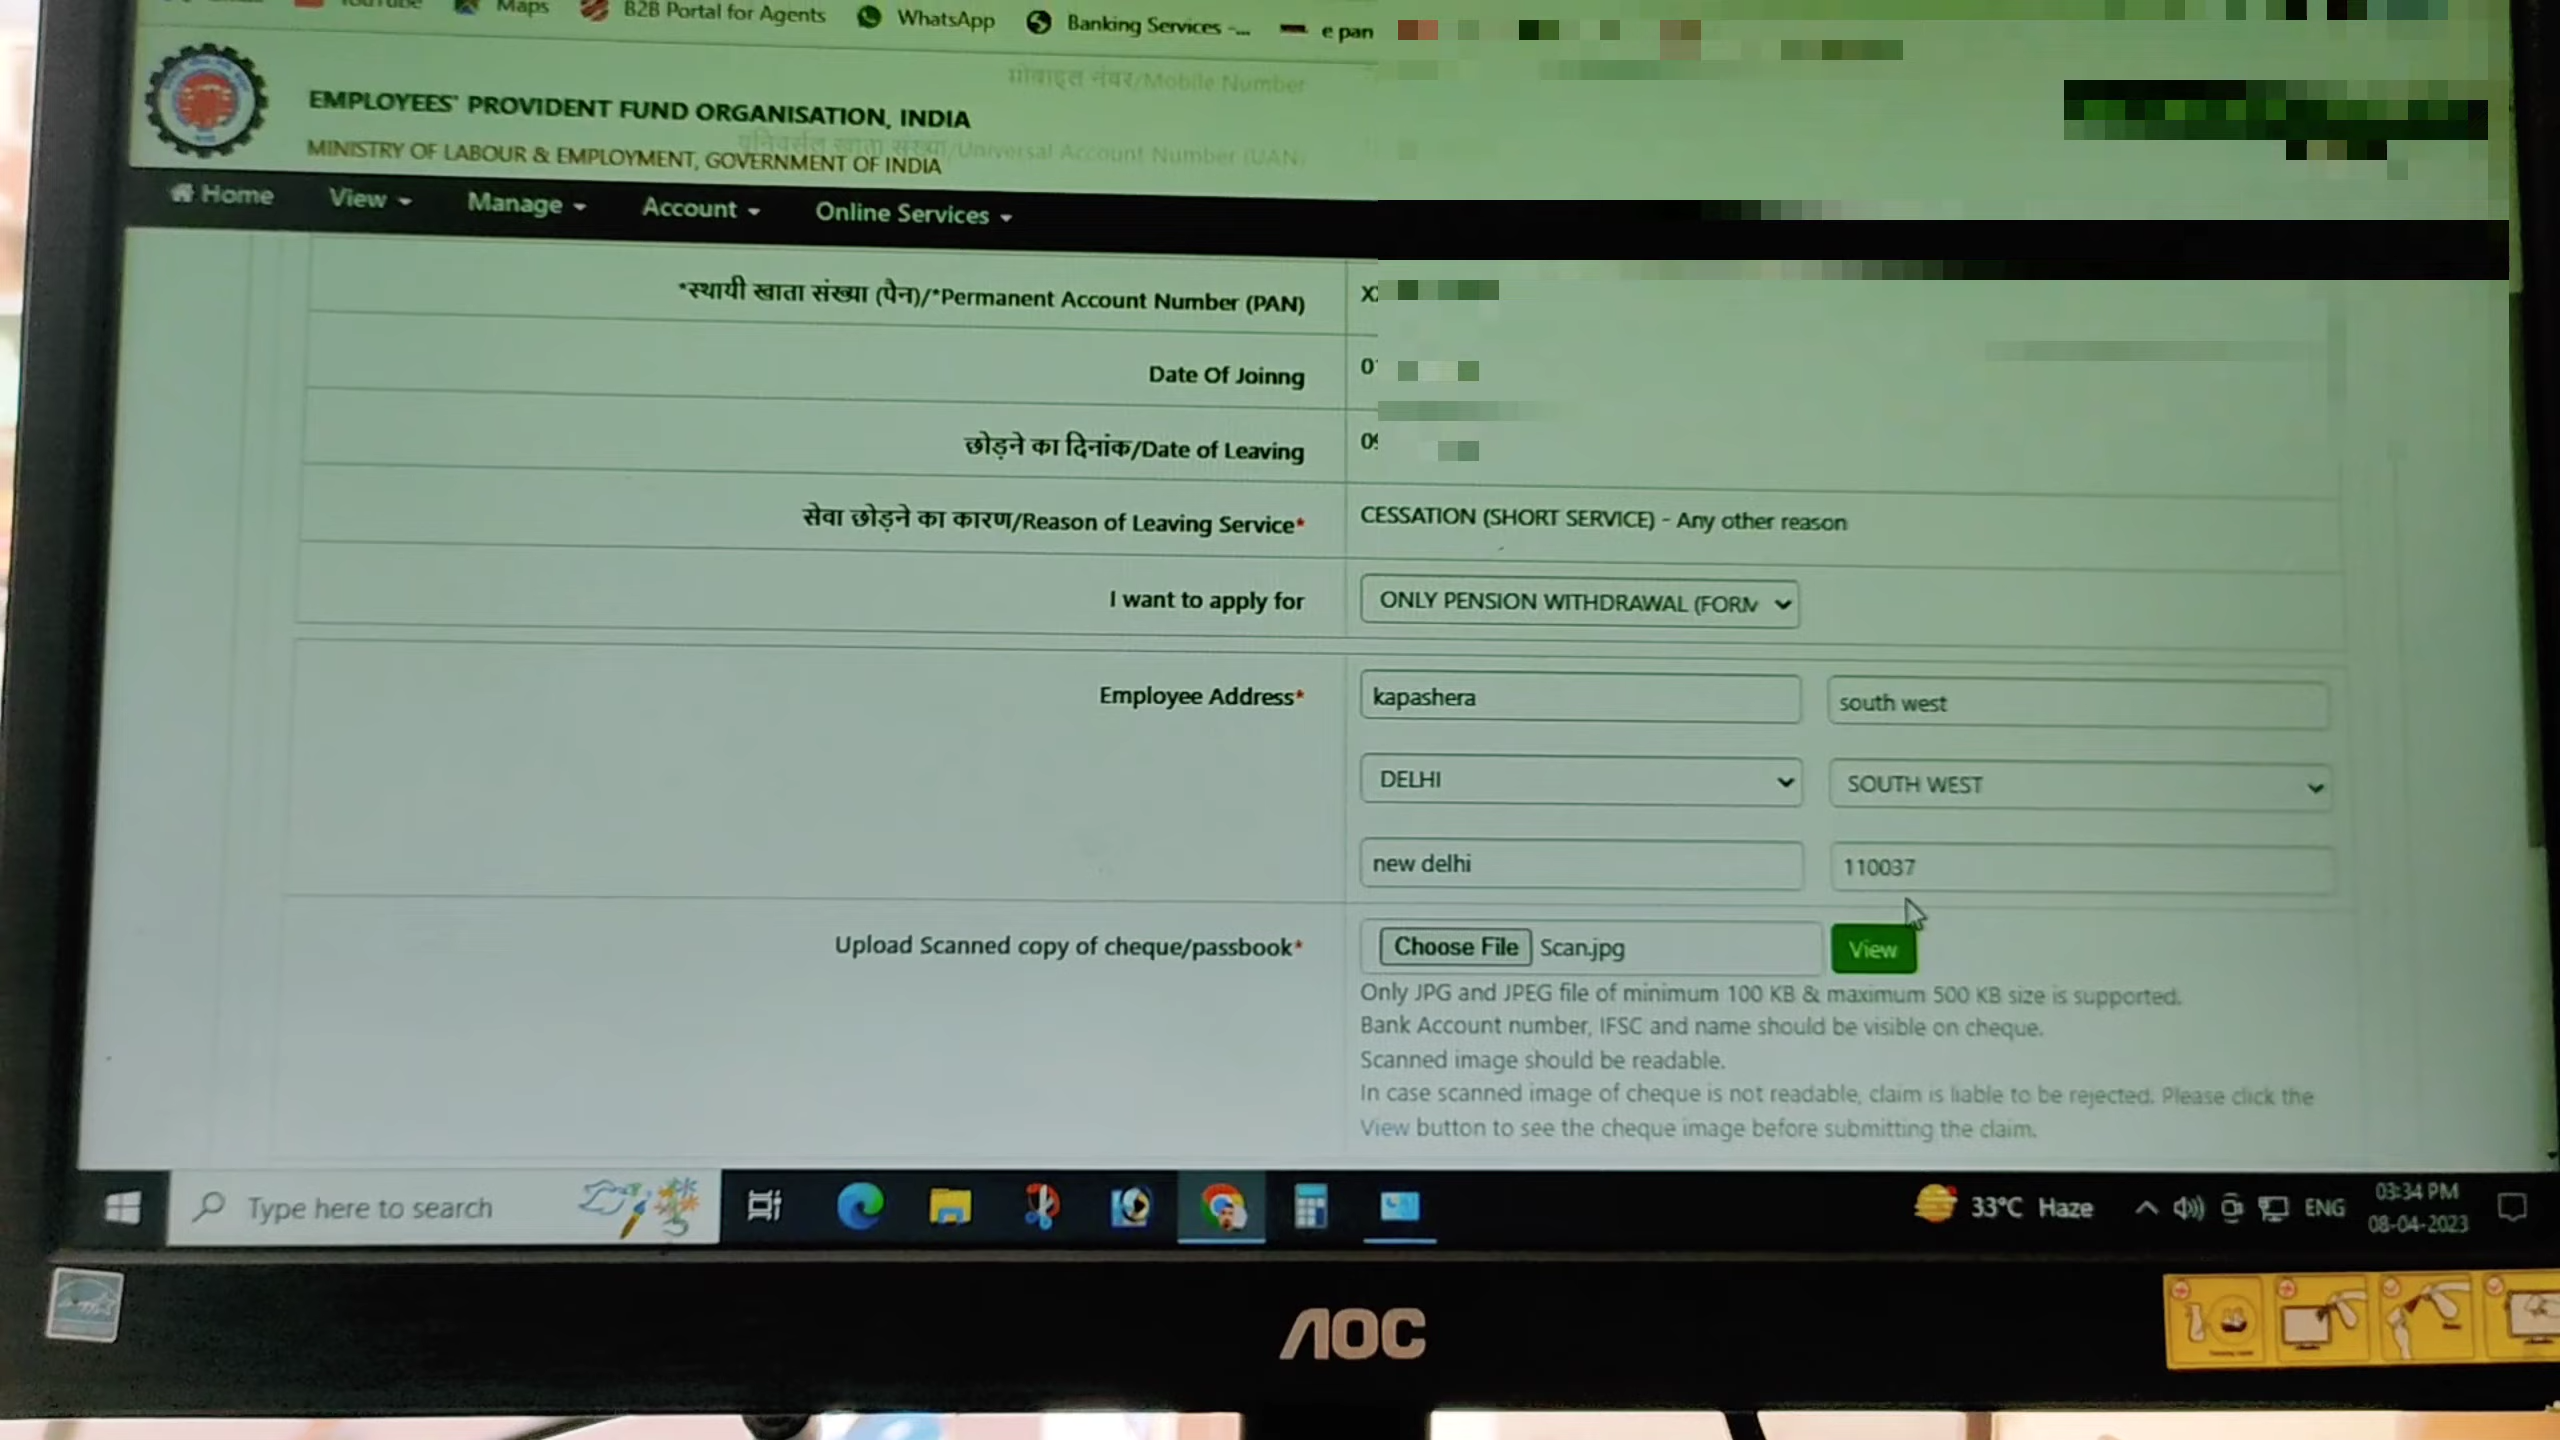 YouTube
Maps
B2B Portal for Agents
WhatsApp
Banking Services -...
e pan
मोबाइल नंबर/Mobile Number
EMPLOYEES' PROVIDENT FUND ORGANISATION, INDIA
यूनिवर्सल खाता संख्या/Universal Account Number (UAN)
MINISTRY OF LABOUR & EMPLOYMENT, GOVERNMENT OF INDIA
Home View Manage Account Online Services
*स्थायी खाता संख्या (पैन)/*Permanent Account Number (PAN)
Date Of Joinng
छोड़ने का दिनांक/Date of Leaving
सेवा छोड़ने का कारण/Reason of Leaving Service* CESSATION (SHORT SERVICE) - Any other reason
I want to apply for ONLY PENSION WITHDRAWAL (FORM
Employee Address* kapashera south west
DELHI SOUTH WEST
new delhi 110037
Upload Scanned copy of cheque/passbook* Choose File Scan.jpg View
Only JPG and JPEG file of minimum 100 KB & maximum 500 KB size is supported.
Bank Account number, IFSC and name should be visible on cheque.
Scanned image should be readable.
In case scanned image of cheque is not readable, claim is liable to be rejected. Please click the
View button to see the cheque image before submitting the claim.
Type here to search 33°C Haze ENG 03:34 PM
08-04-2023
AOC